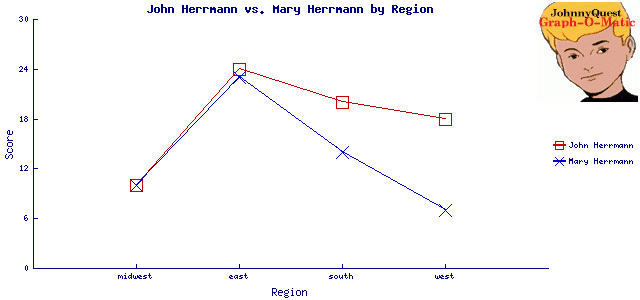 John Herrmann vs. Mary Herrmann by Region
JohnnyQuest
Graph-O-Matic
30
24
18
12
6
0
Score
midwest east south west
Region
John Herrmann
Mary Herrmann